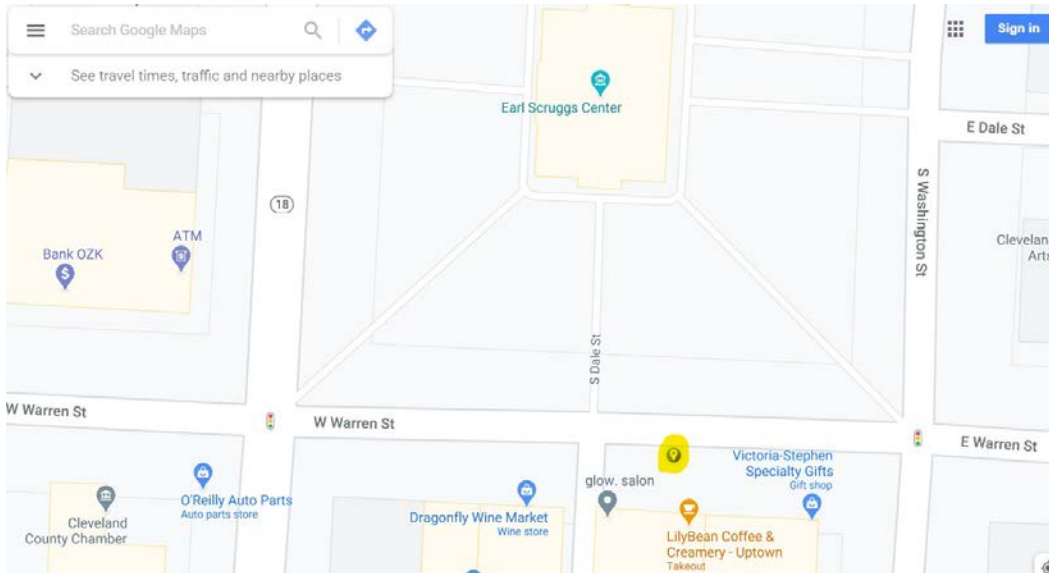 Search Google Maps
Sign in
See travel times, traffic and nearby places
Earl Scruggs Center
E Dale St
S Washington St
18
ATM
Bank OZK
Clevelan
Arts
S Dale St
W Warren St
W Warren St
E Warren St
Victoria-Stephen
Specialty Gifts
Gift shop
glow. salon
O'Reilly Auto Parts
Auto parts store
Dragonfly Wine Market
Wine store
Cleveland
County Chamber
LilyBean Coffee &
Creamery - Uptown
Takeout